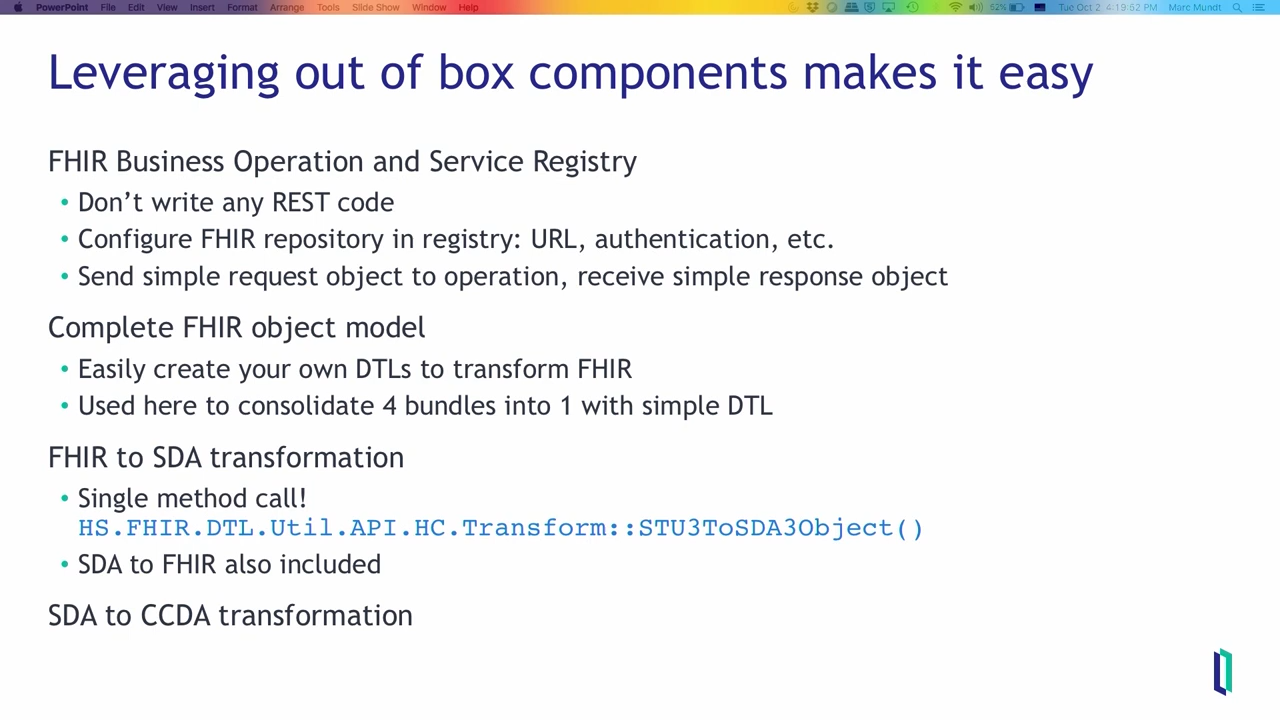 PowerPoint File Edit View Insert Format Arrange Tools Slide Show Window Help 62% Tue Oct 2 4:19:52 PM Marc Mundt
Leveraging out of box components makes it easy
FHIR Business Operation and Service Registry
• Don’t write any REST code
• Configure FHIR repository in registry: URL, authentication, etc.
• Send simple request object to operation, receive simple response object
Complete FHIR object model
• Easily create your own DTLs to transform FHIR
• Used here to consolidate 4 bundles into 1 with simple DTL
FHIR to SDA transformation
• Single method call!
HS.FHIR.DTL.Util.API.HC.Transform::STU3ToSDA3Object()
• SDA to FHIR also included
SDA to CCDA transformation